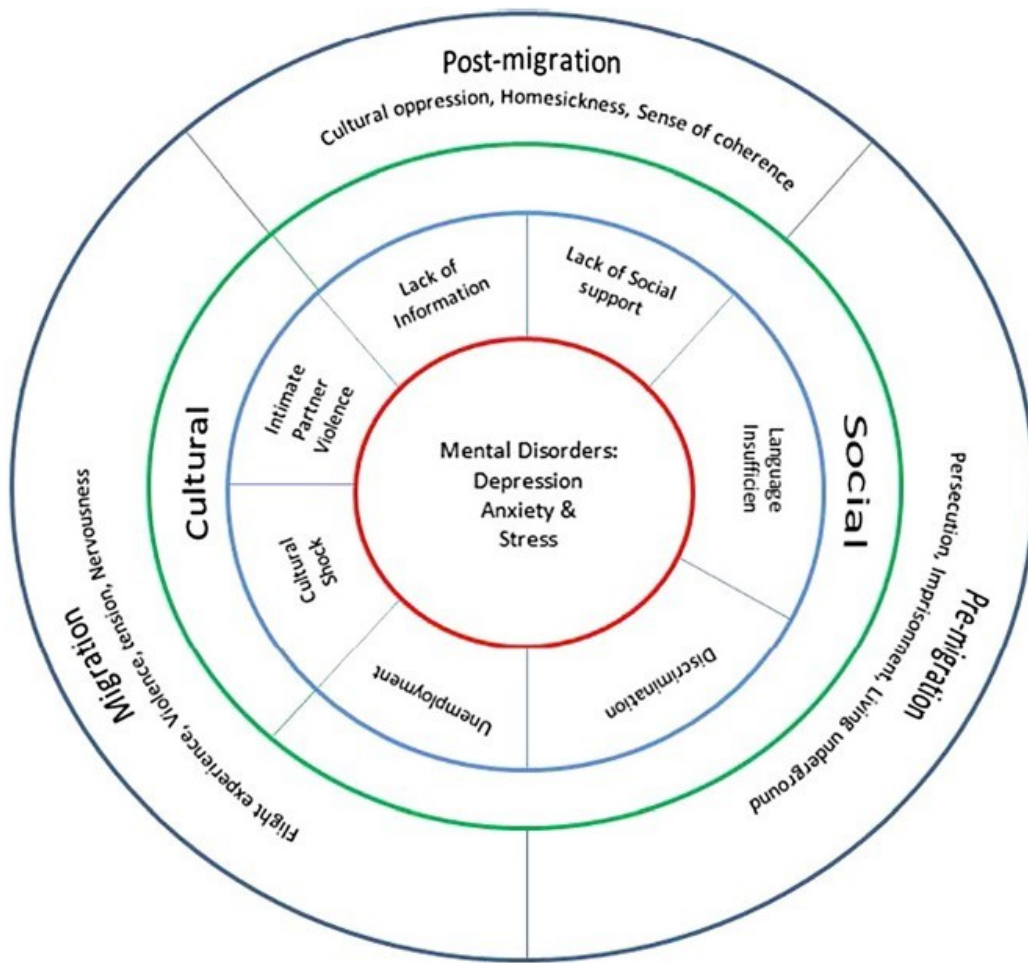 Post-migration
Cultural oppression, Homesickness, Sense of coherence
Lack of
Information
Lack of Social
support
Intimate
Partner
Violence
Language
Insufficien
Cultural
Social
Mental Disorders:
Depression
Anxiety &
Stress
Cultural
Shock
Unemployment
Discrimination
Migration
Flight experience, Violence, tension, Nervousness
Pre-migration
Persecution, Imprisonment, Living underground